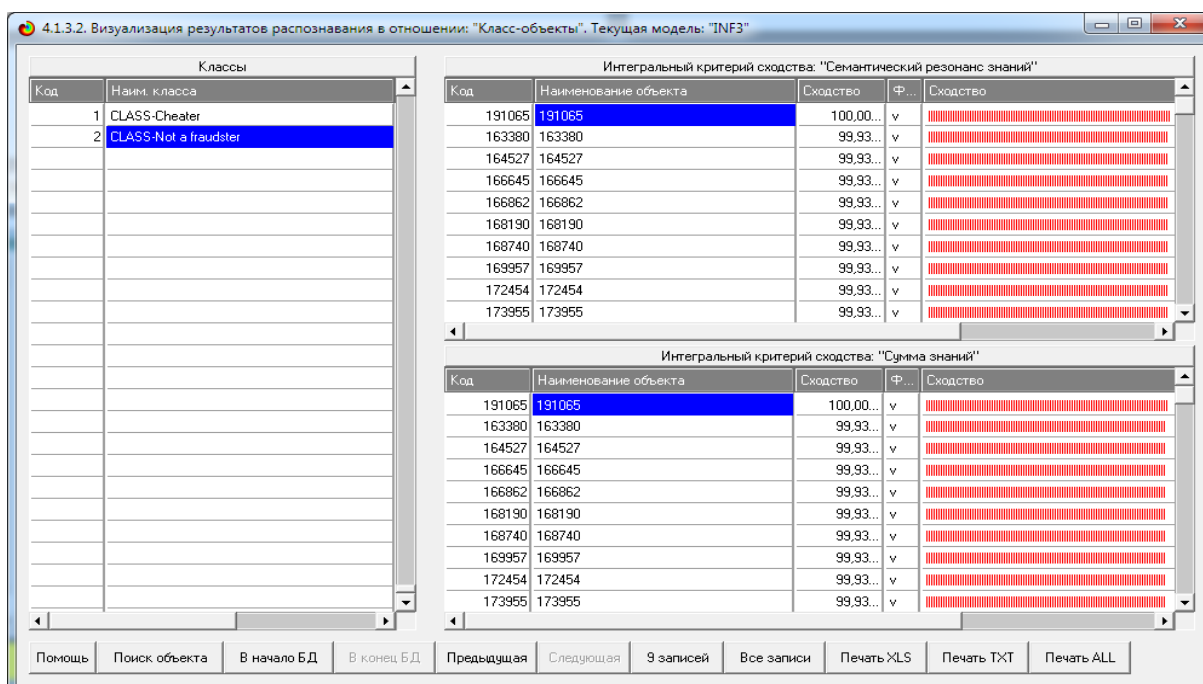 4.1.3.2. Визуализация результатов распознавания в отношении: "Класс-объекты". Текущая модель: "INF3"
Классы
Код Наим. класса
1 CLASS-Cheater
2 CLASS-Not a fraudster
Интегральный критерий сходства: "Семантический резонанс знаний"
Код Наименование объекта Сходство Ф... Сходство
191065 191065 100,00... v
163380 163380 99,93... v
164527 164527 99,93... v
166645 166645 99,93... v
166862 166862 99,93... v
168190 168190 99,93... v
168740 168740 99,93... v
169957 169957 99,93... v
172454 172454 99,93... v
173955 173955 99,93... v
Интегральный критерий сходства: "Сумма знаний"
Код Наименование объекта Сходство Ф... Сходство
191065 191065 100,00... v
163380 163380 99,93... v
164527 164527 99,93... v
166645 166645 99,93... v
166862 166862 99,93... v
168190 168190 99,93... v
168740 168740 99,93... v
169957 169957 99,93... v
172454 172454 99,93... v
173955 173955 99,93... v
Помощь Поиск объекта В начало БД В конец БД Предыдущая Следующая 9 записей Все записи Печать XLS Печать TXT Печать ALL